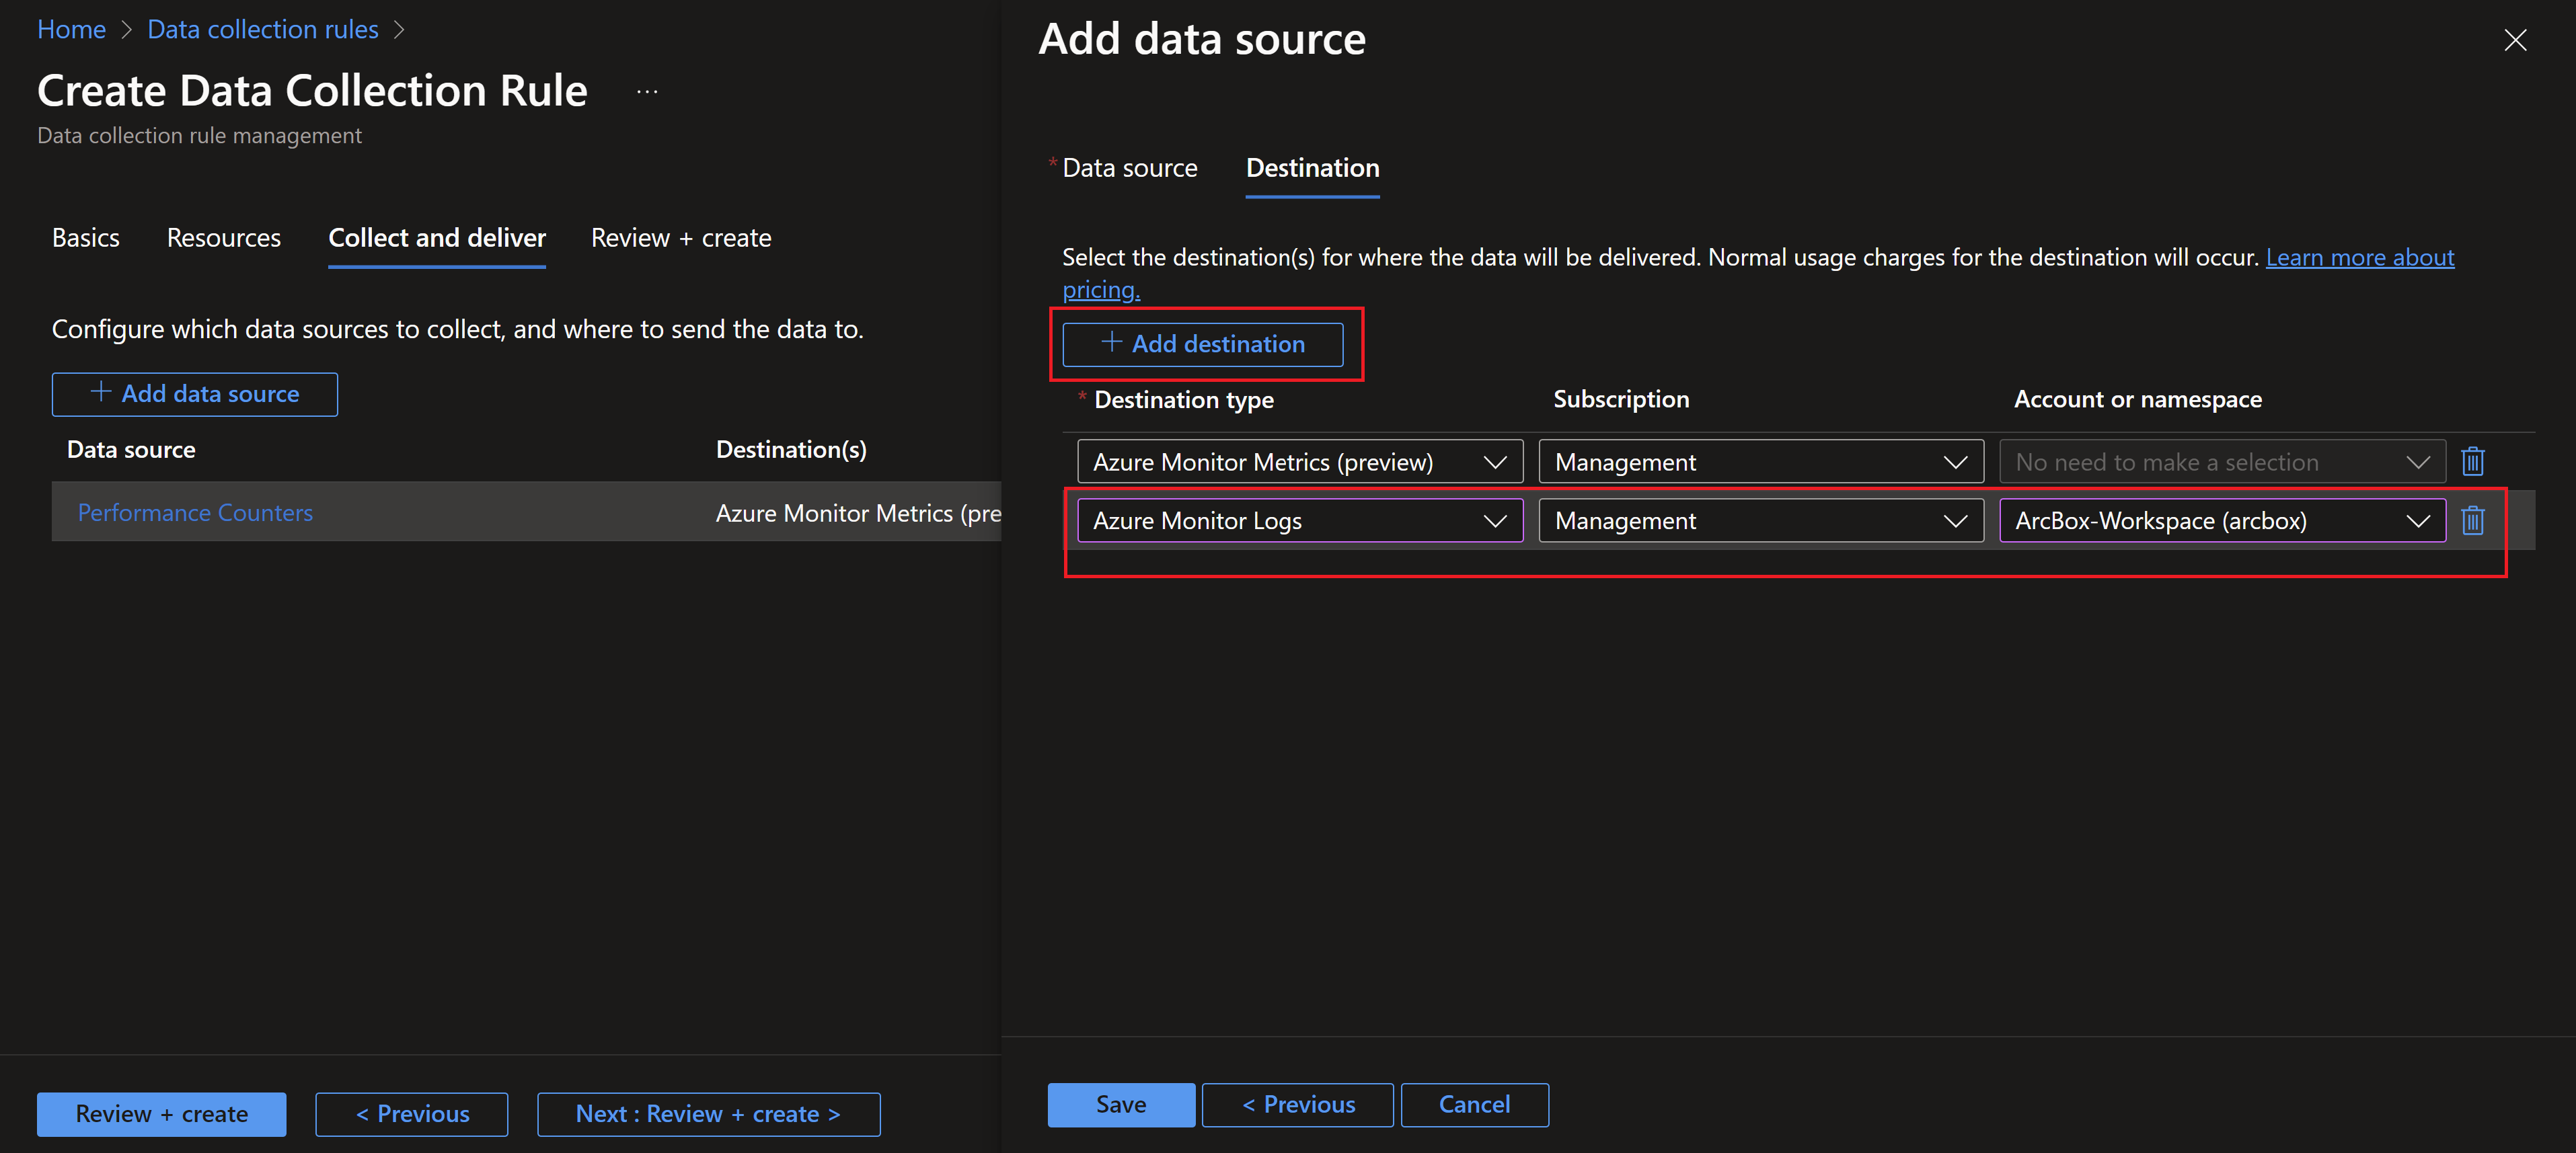 Home > Data collection rules >
Create Data Collection Rule ...
Data collection rule management
Basics Resources Collect and deliver Review + create
Configure which data sources to collect, and where to send the data to.
+ Add data source
Data source Destination(s)
Performance Counters Azure Monitor Metrics (pre
Review + create < Previous Next : Review + create >
Add data source
* Data source Destination
Select the destination(s) for where the data will be delivered. Normal usage charges for the destination will occur. Learn more about
pricing.
+ Add destination
* Destination type Subscription Account or namespace
Azure Monitor Metrics (preview) Management No need to make a selection
Azure Monitor Logs Management ArcBox-Workspace (arcbox)
Save < Previous Cancel